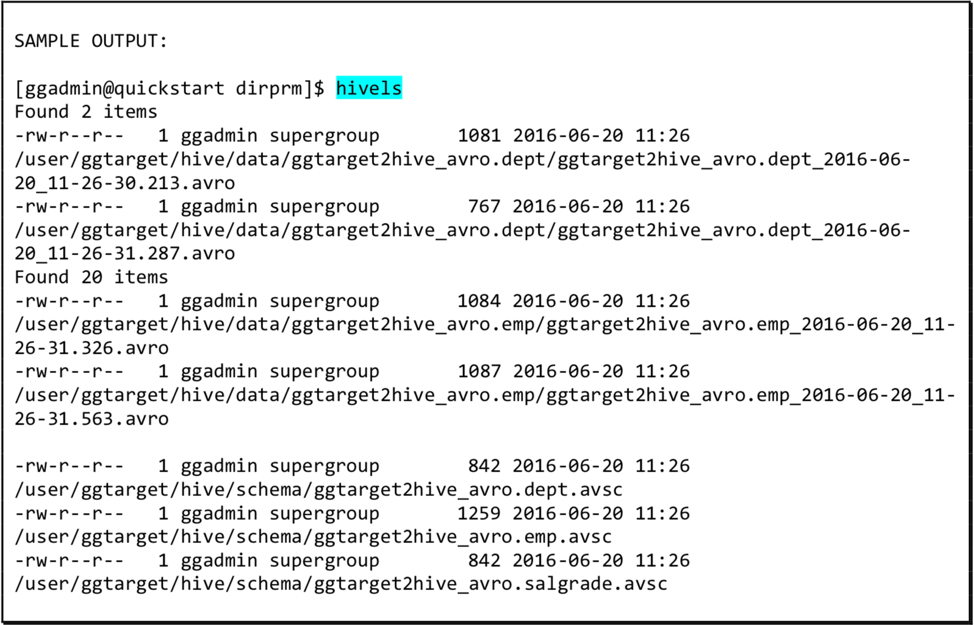 SAMPLE OUTPUT:
[ggadmin@quickstart dirprm]$ hivels
Found 2 items
-rw-r--r--   1 ggadmin supergroup       1081 2016-06-20 11:26
/user/ggtarget/hive/data/ggtarget2hive_avro.dept/ggtarget2hive_avro.dept_2016-06-
20_11-26-30.213.avro
-rw-r--r--   1 ggadmin supergroup        767 2016-06-20 11:26
/user/ggtarget/hive/data/ggtarget2hive_avro.dept/ggtarget2hive_avro.dept_2016-06-
20_11-26-31.287.avro
Found 20 items
-rw-r--r--   1 ggadmin supergroup       1084 2016-06-20 11:26
/user/ggtarget/hive/data/ggtarget2hive_avro.emp/ggtarget2hive_avro.emp_2016-06-20_11-
26-31.326.avro
-rw-r--r--   1 ggadmin supergroup       1087 2016-06-20 11:26
/user/ggtarget/hive/data/ggtarget2hive_avro.emp/ggtarget2hive_avro.emp_2016-06-20_11-
26-31.563.avro
-rw-r--r--   1 ggadmin supergroup        842 2016-06-20 11:26
/user/ggtarget/hive/schema/ggtarget2hive_avro.dept.avsc
-rw-r--r--   1 ggadmin supergroup       1259 2016-06-20 11:26
/user/ggtarget/hive/schema/ggtarget2hive_avro.emp.avsc
-rw-r--r--   1 ggadmin supergroup        842 2016-06-20 11:26
/user/ggtarget/hive/schema/ggtarget2hive_avro.salgrade.avsc